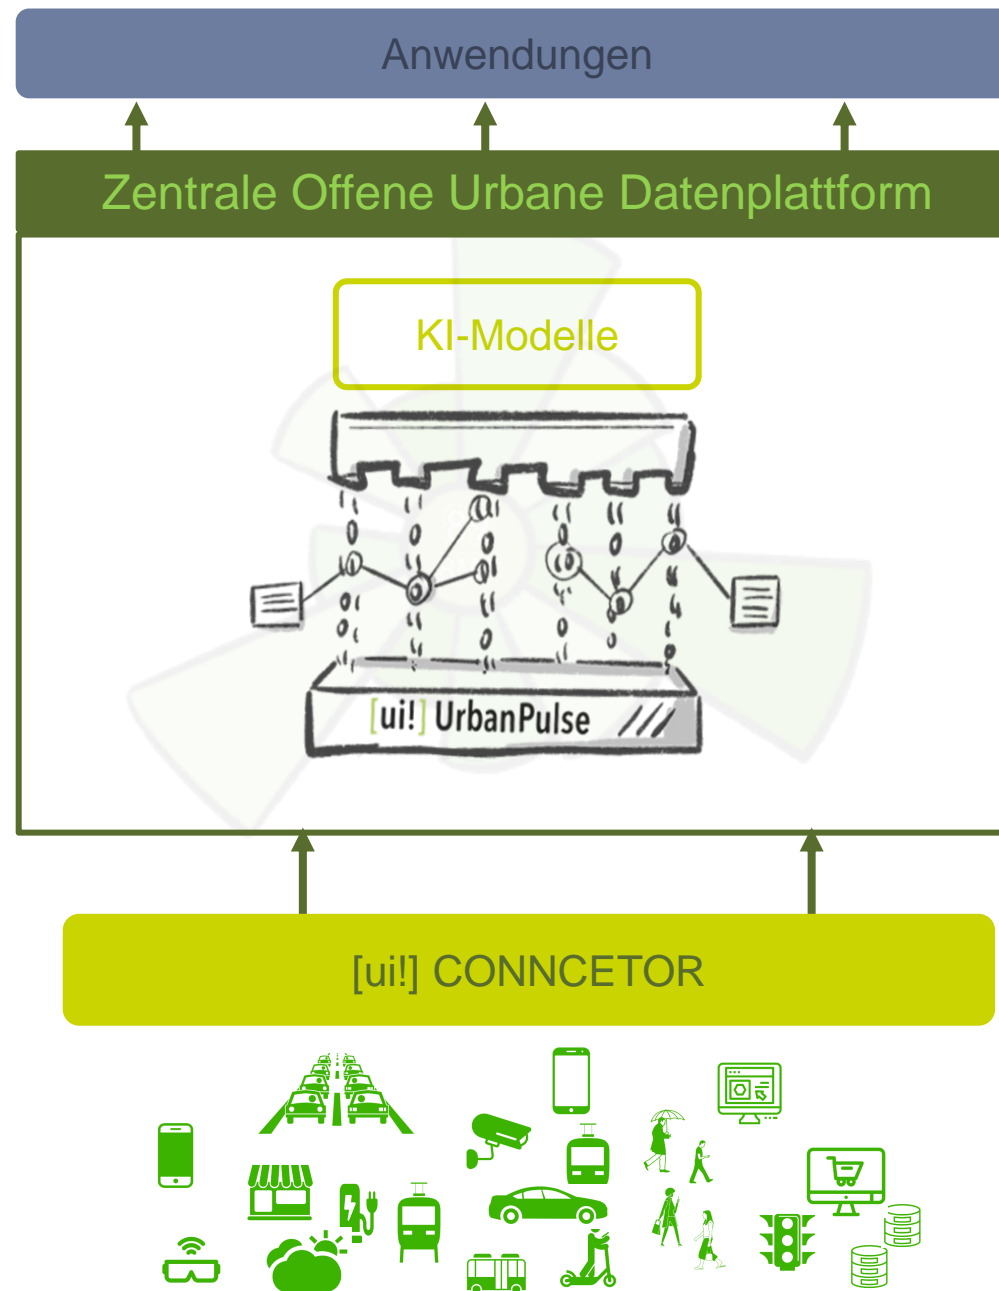 Anwendungen
Zentrale Offene Urbane Datenplattform
KI-Modelle
[ui!] UrbanPulse
[ui!] CONNCETOR